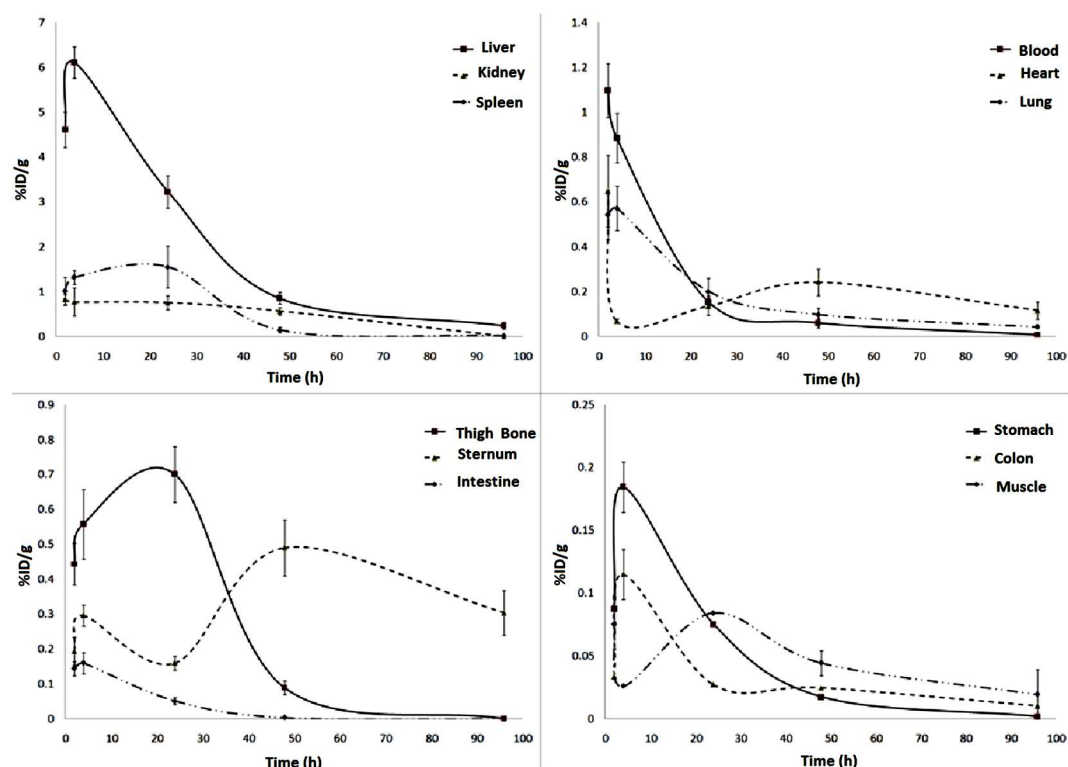 7
6
5
4
3
2
1
0
%ID/g
Liver
Kidney
Spleen
0 10 20 30 40 50 60 70 80 90 100
Time (h)
1.4
1.2
1
0.8
0.6
0.4
0.2
0
%ID/g
Blood
Heart
Lung
0 10 20 30 40 50 60 70 80 90 100
Time (h)
0.9
0.8
0.7
0.6
0.5
0.4
0.3
0.2
0.1
0
%ID/g
Thigh Bone
Sternum
Intestine
0 10 20 30 40 50 60 70 80 90 100
Time (h)
0.25
0.2
0.15
0.1
0.05
0
%ID/g
Stomach
Colon
Muscle
0 10 20 30 40 50 60 70 80 90 100
Time (h)